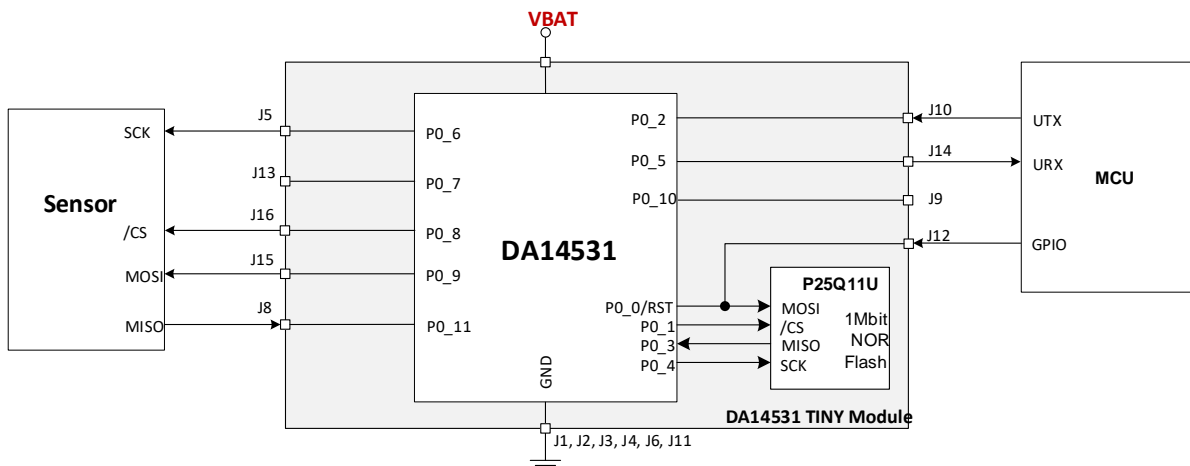 VBAT
Sensor
SCK
/CS
MOSI
MISO
J5
J13
J16
J15
J8
P0_6
P0_7
P0_8
P0_9
P0_11
DA14531
GND
P0_2
P0_5
P0_10
P0_0/RST
P0_1
P0_3
P0_4
P25Q11U
MOSI
/CS
MISO
SCK
1Mbit
NOR
Flash
J10
J14
J9
J12
UTX
URX
GPIO
MCU
DA14531 TINY Module
J1, J2, J3, J4, J6, J11